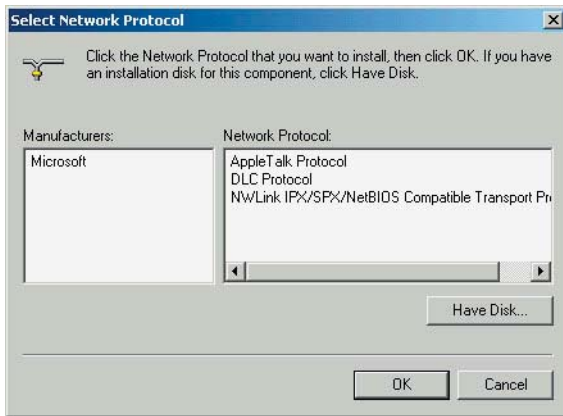 Select Network Protocol
Click the Network Protocol that you want to install, then click OK. If you have
an installation disk for this component, click Have Disk.
Manufacturers:
Network Protocol:
Microsoft
AppleTalk Protocol
DLC Protocol
NWLink IPX/SPX/NetBIOS Compatible Transport Pr
Have Disk...
OK
Cancel